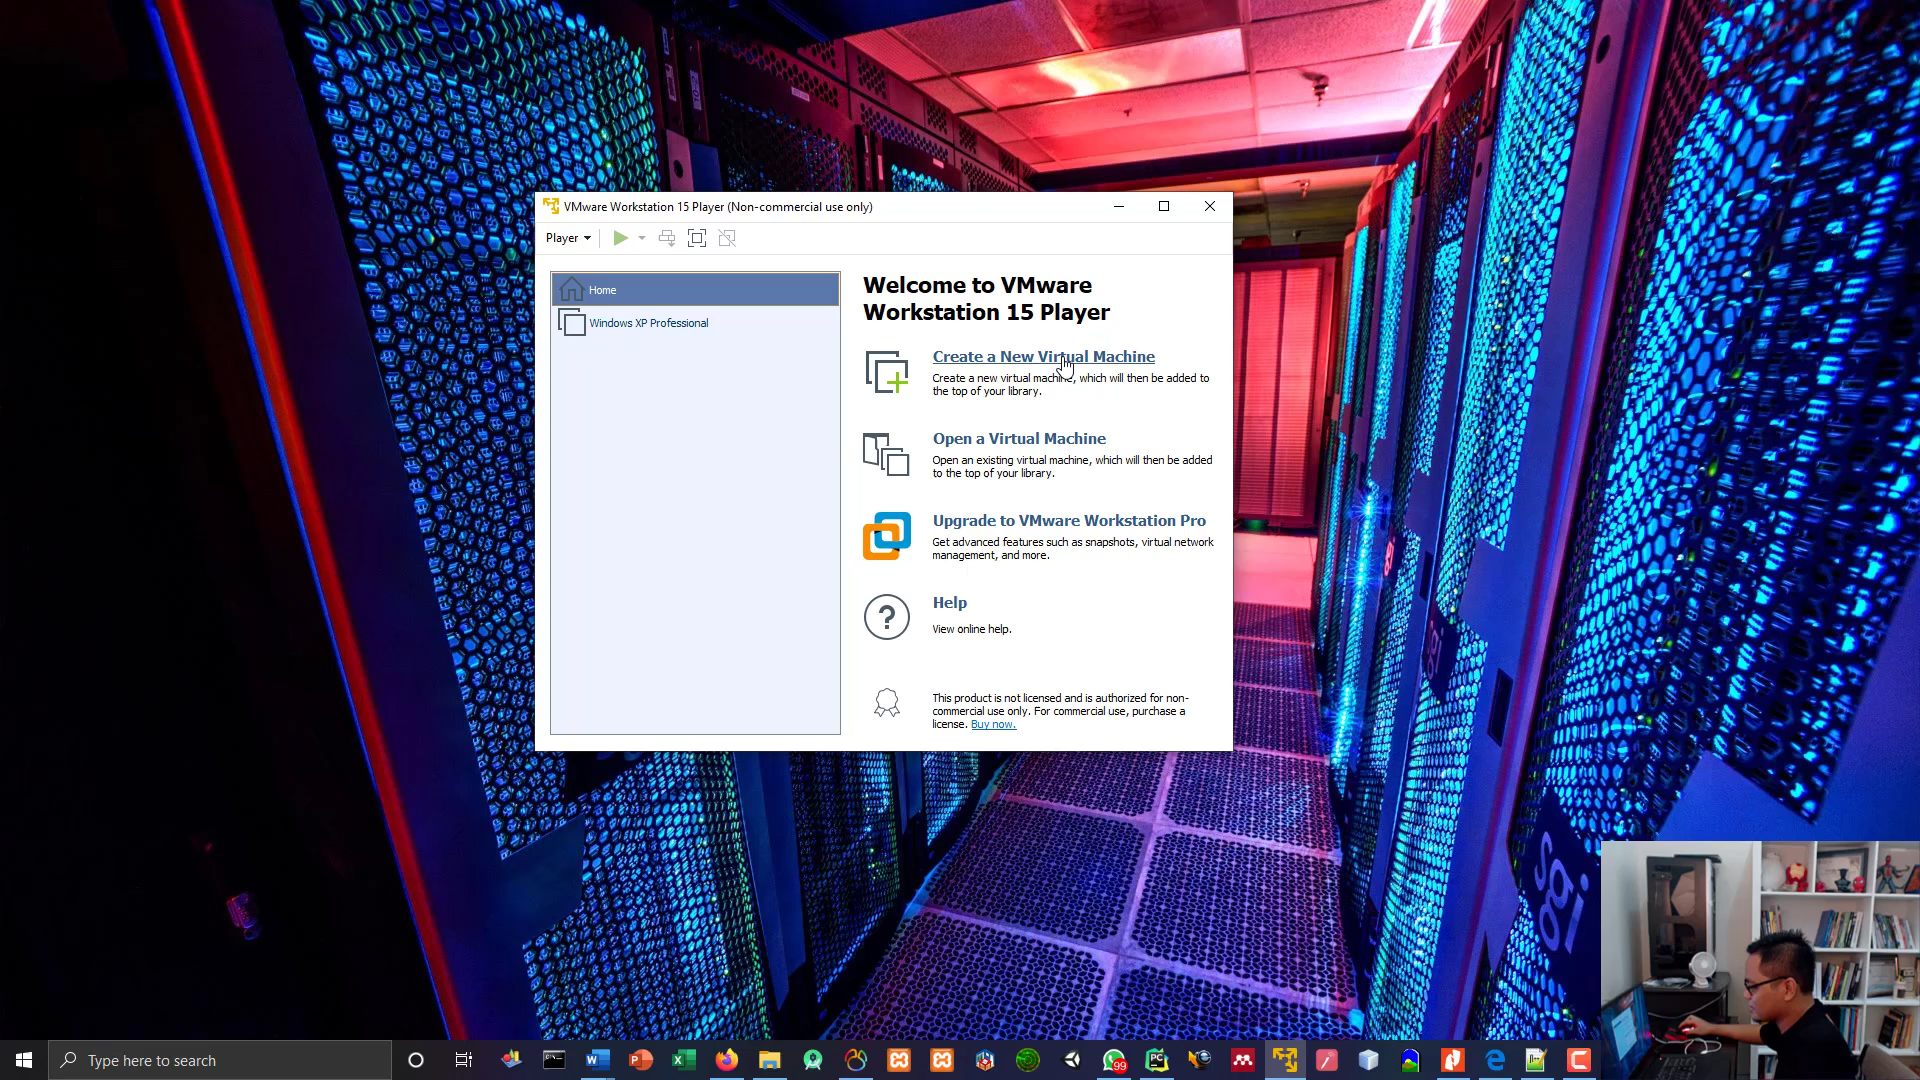 VMware Workstation 15 Player (Non-commercial use only)
Player
Home
Windows XP Professional
Welcome to VMware
Workstation 15 Player
Create a New Virtual Machine
Create a new virtual machine, which will then be added to
the top of your library.
Open a Virtual Machine
Open an existing virtual machine, which will then be added
to the top of your library.
Upgrade to VMware Workstation Pro
Get advanced features such as snapshots, virtual network
management, and more.
?
Help
View online help.
This product is not licensed and is authorized for non-
commercial use only. For commercial use, purchase a
license. Buy now.
sgi
sgi
sgi
Type here to search
99
PC